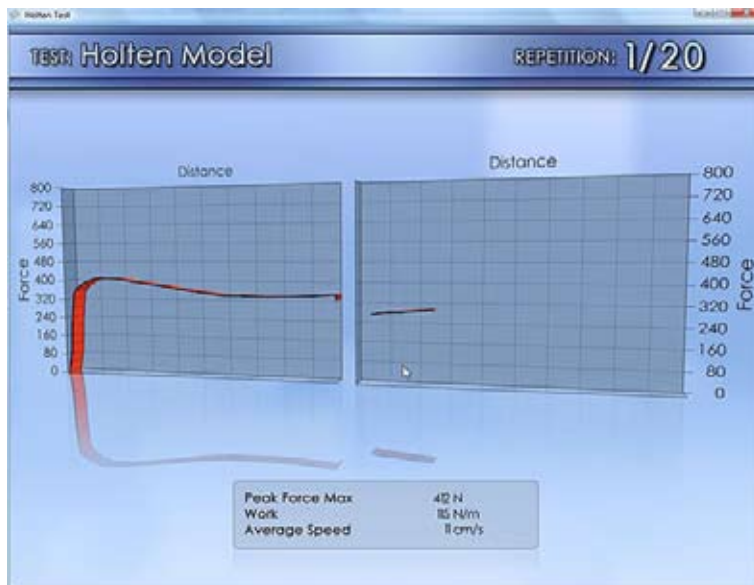 Holten Test
TEST: Holten Model
REPETITION: 1/20
Distance
800
720
640
560
480
400
320
240
160
80
0
Force
Distance
800
720
640
560
480
400
320
240
160
80
0
Force
Peak Force Max 412 N
Work 115 N/m
Average Speed 11 cm/s